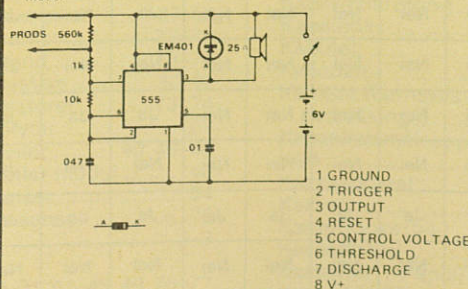 PRODS 560k
EM401 25
1k
4 8
7 3
10k 555
6 5
2 1
+
6V
-
047 01
K
A
A K
1 GROUND
2 TRIGGER
3 OUTPUT
4 RESET
5 CONTROL VOLTAGE
6 THRESHOLD
7 DISCHARGE
8 V+